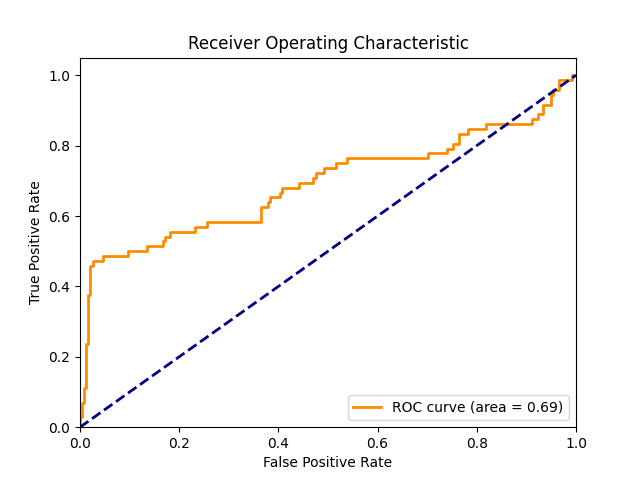 Receiver Operating Characteristic
1.0
0.8
0.6
0.4
0.2
0.0
True Positive Rate
ROC curve (area = 0.69)
0.0 0.2 0.4 0.6 0.8 1.0
False Positive Rate